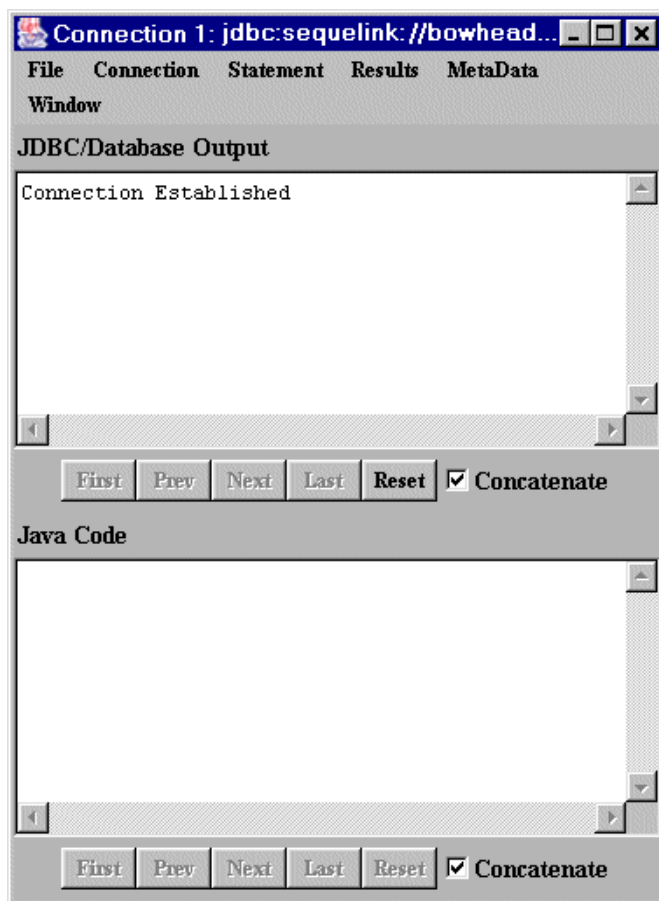 Connection 1: jdbc:sequelink://bowhead...
File Connection Statement Results MetaData
Window
JDBC/Database Output
Connection Established
First Prev Next Last Reset Concatenate
Java Code
First Prev Next Last Reset Concatenate